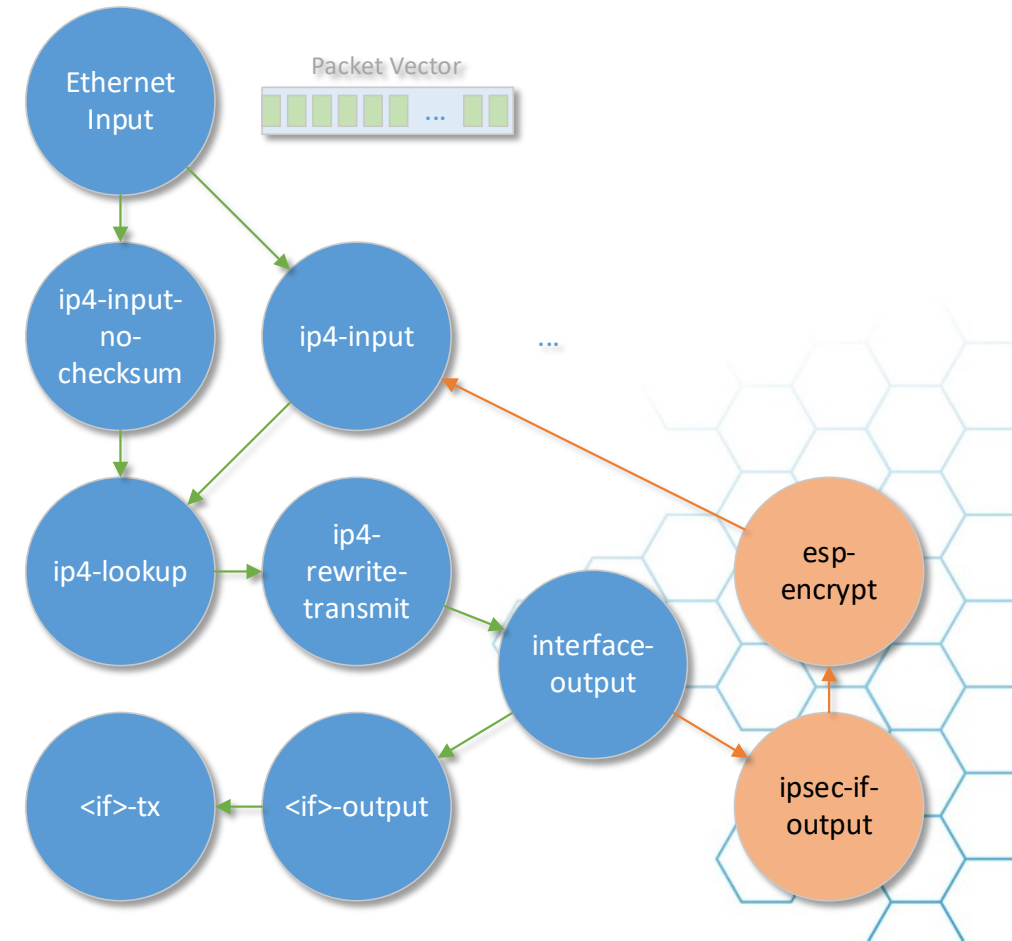 Ethernet
Input
Packet Vector
...
ip4-input-
no-
checksum
ip4-input
...
ip4-lookup
ip4-
rewrite-
transmit
esp-
encrypt
interface-
output
<if>-tx
<if>-output
ipsec-if-
output